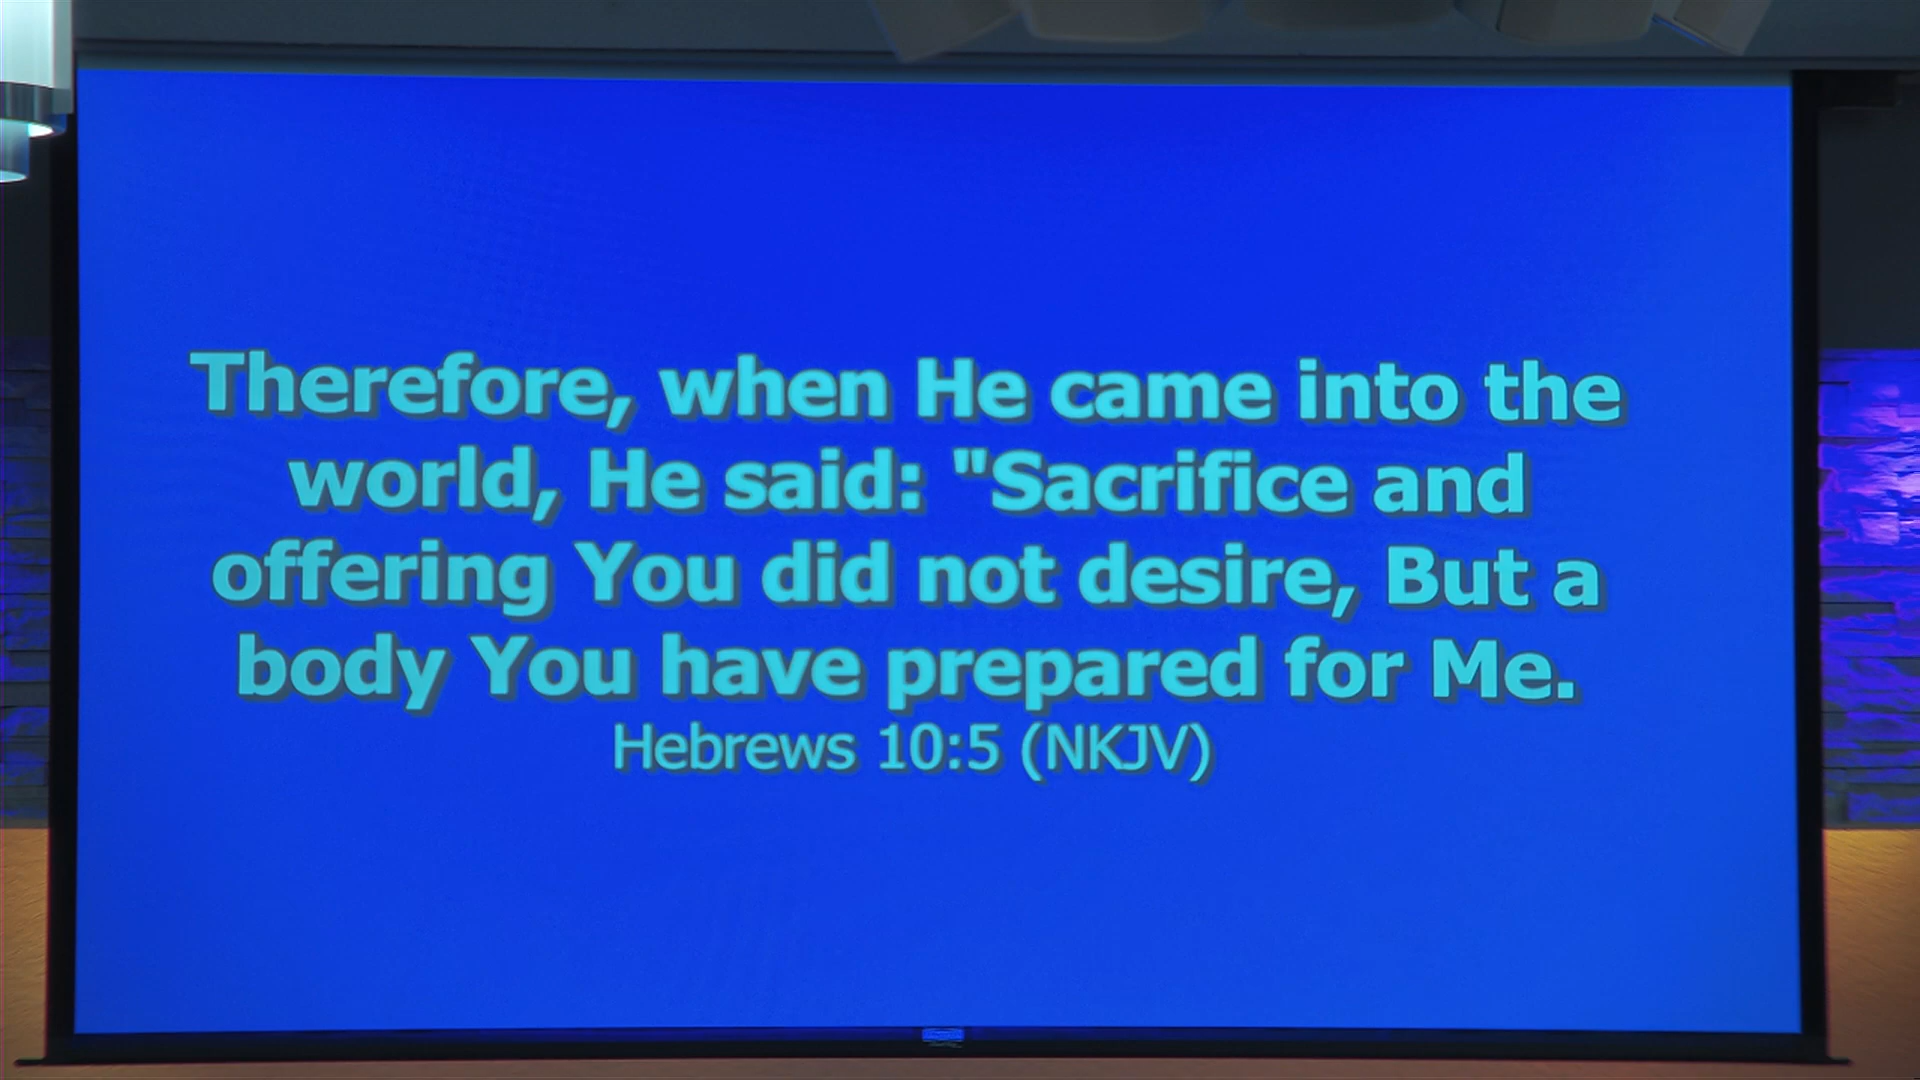 Therefore, when He came into the
world, He said: "Sacrifice and
offering You did not desire, But a
body You have prepared for Me.
Hebrews 10:5 (NKJV)